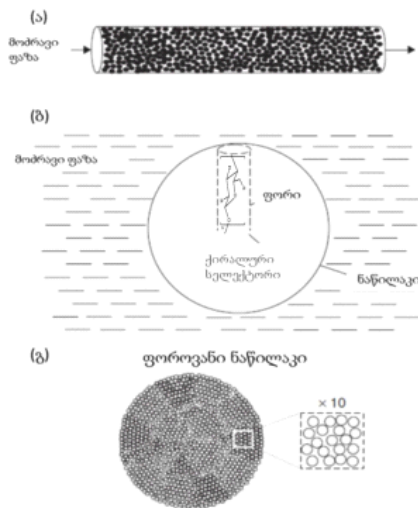 (ა)
მოძრავი
ფაზა
(ბ)
მოძრავი ფაზა
ფორი
ქირალური
სელექტორი
ნაწილაკი
(გ)
ფოროვანი ნაწილაკი
× 10